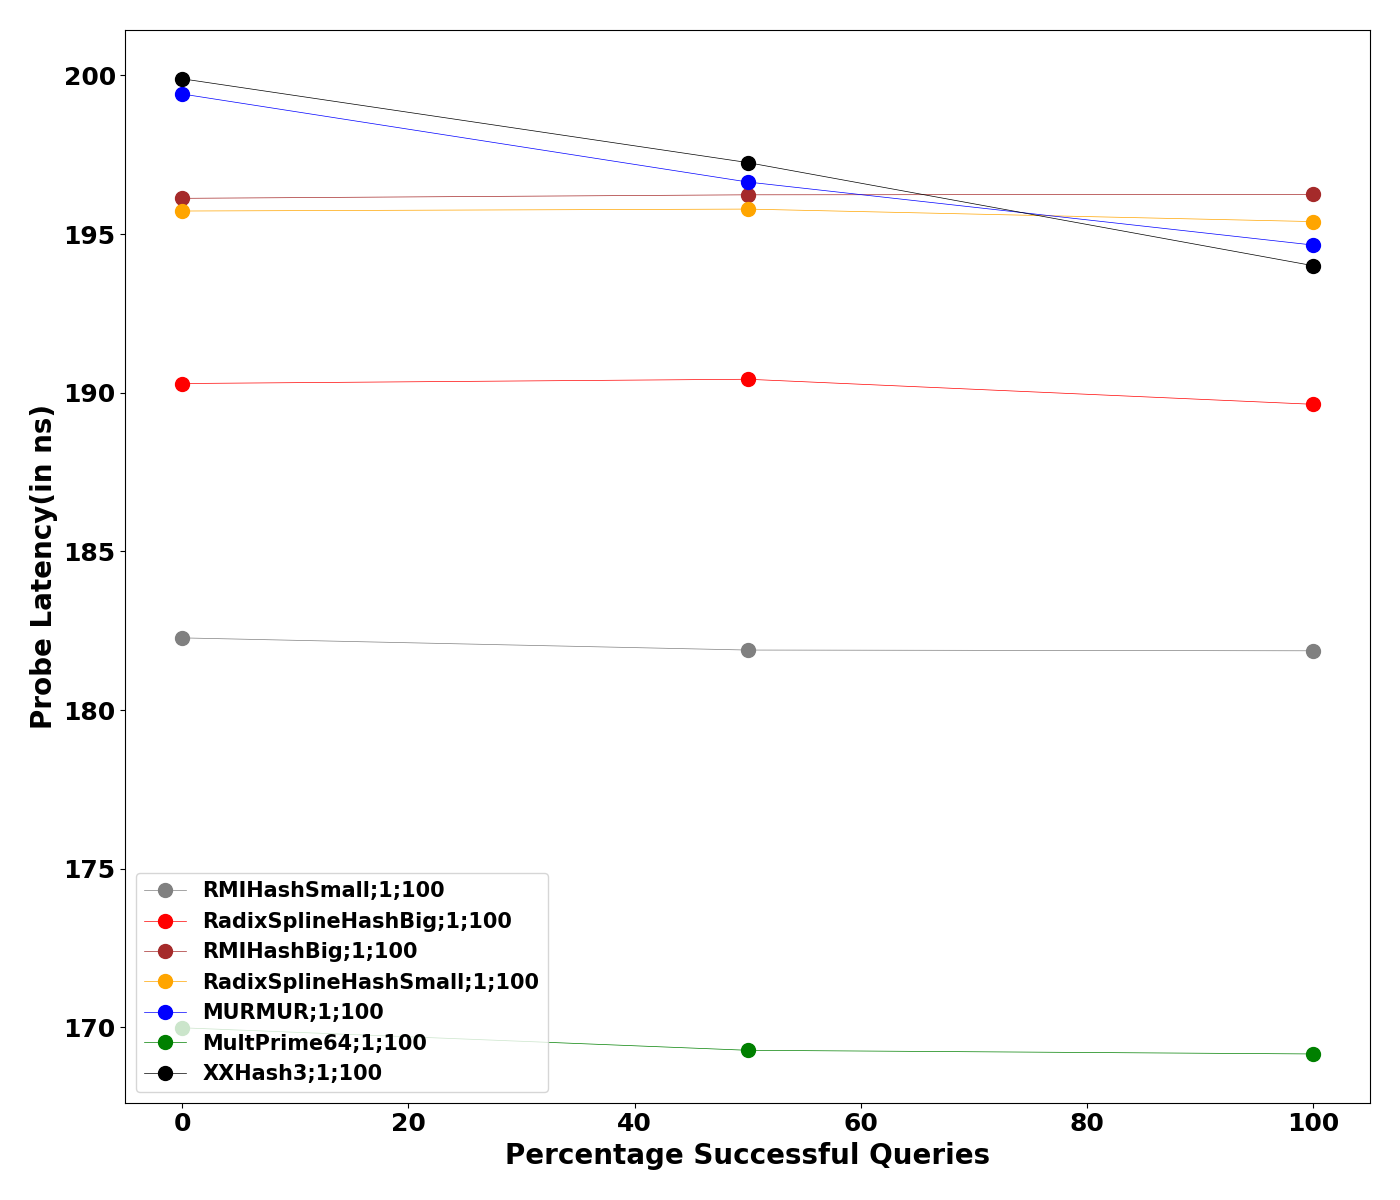 200
195
190
185
180
175
170
Probe Latency(in ns)
RMIHashSmall;1;100
RadixSplineHashBig;1;100
RMIHashBig;1;100
RadixSplineHashSmall;1;100
MURMUR;1;100
MultPrime64;1;100
XXHash3;1;100
0 20 40 60 80 100
Percentage Successful Queries